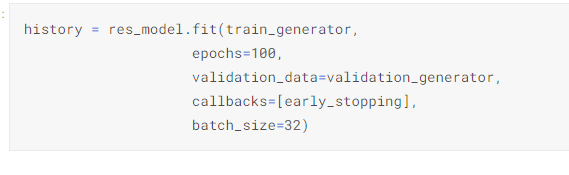 :
history = res_model.fit(train_generator,
                    epochs=100,
                    validation_data=validation_generator,
                    callbacks=[early_stopping],
                    batch_size=32)